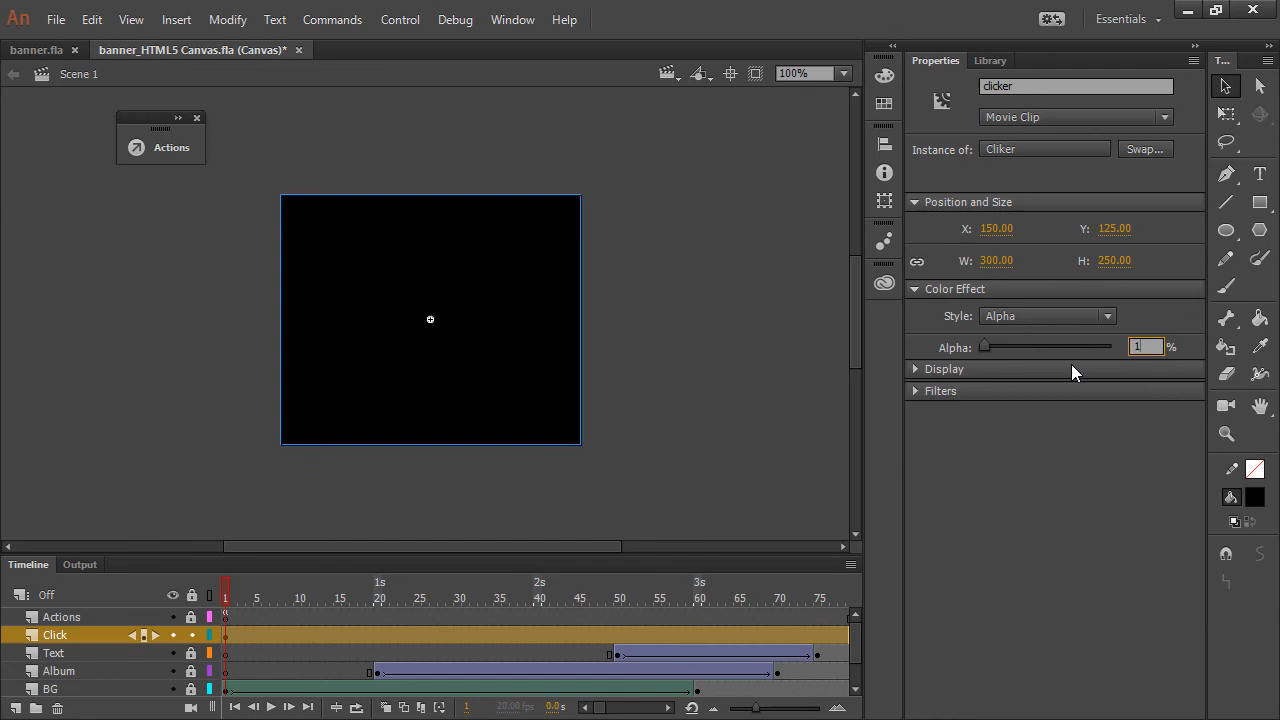 An File Edit View Insert Modify Text Commands Control Debug Window Help Essentials
banner.fla × banner_HTML5 Canvas.fla (Canvas)* ×
Scene 1 100%
Actions
Properties Library T...
clicker
Movie Clip
Instance of: Cliker Swap...
Position and Size
X: 150.00 Y: 125.00
W: 300.00 H: 250.00
Color Effect
Style: Alpha
Alpha: 1 %
Display
Filters
Timeline Output
1s 2s 3s
Off 1 5 10 15 20 25 30 35 40 45 50 55 60 65 70 75
Actions
Click
Text
Album
BG
1 20.00 fps 0.0 s